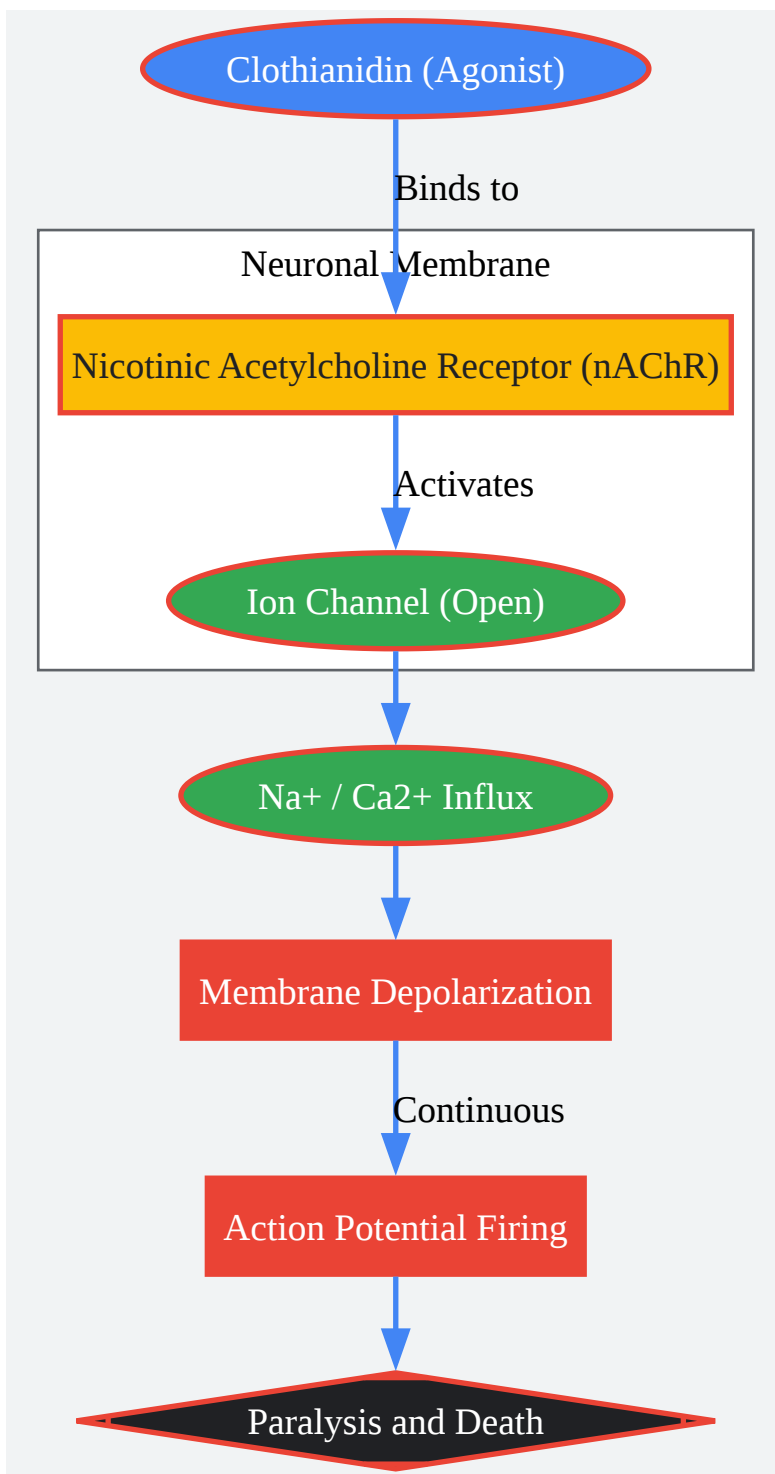 Clothianidin (Agonist)
Binds to
Neuronal Membrane
Nicotinic Acetylcholine Receptor (nAChR)
Activates
Ion Channel (Open)
Na+ / Ca2+ Influx
Membrane Depolarization
Continuous
Action Potential Firing
Paralysis and Death